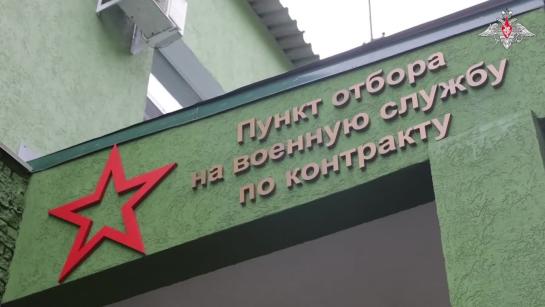 Пункт отбора
на военную службу
по контракту